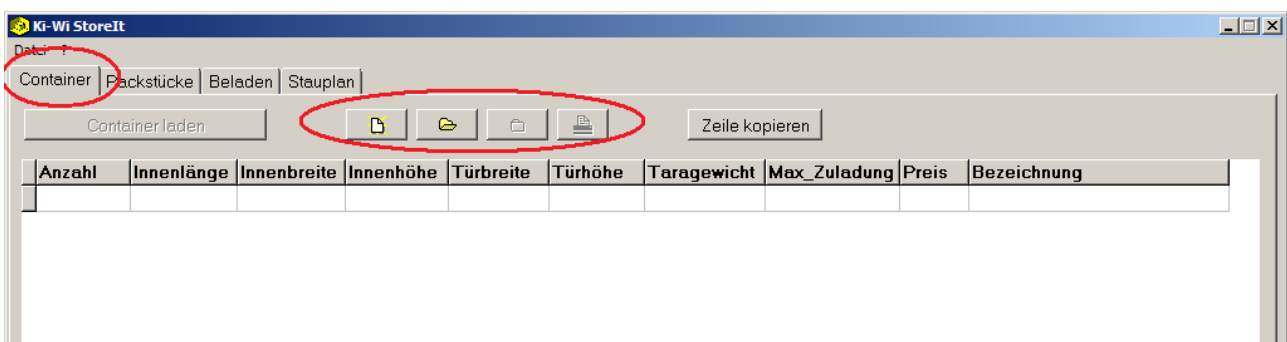 Ki-Wi StoreIt
Datei ?
Container Packstücke Beladen Stauplan
Container laden Zeile kopieren
Anzahl Innenlänge Innenbreite Innenhöhe Türbreite Türhöhe Taragewicht Max_Zuladung Preis Bezeichnung